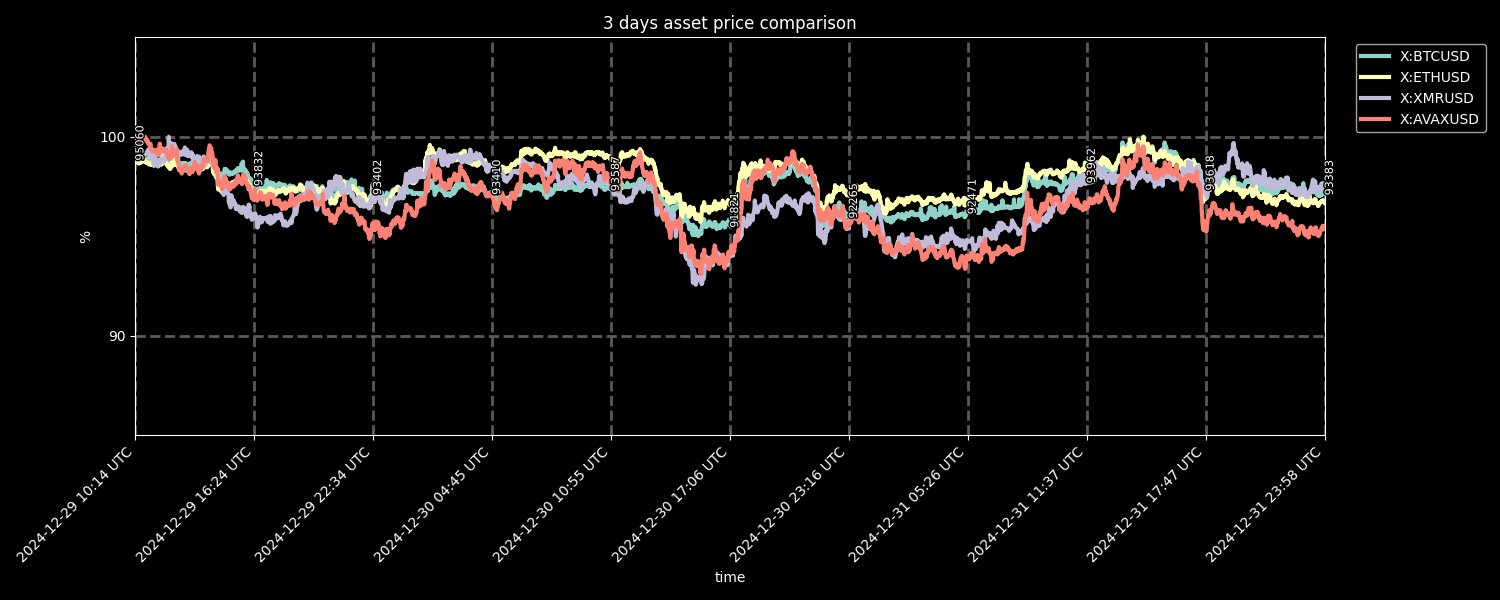 3 days asset price comparison
X:BTCUSD
X:ETHUSD
X:XMRUSD
X:AVAXUSD
100
90
%
95060
93832
93402
93410
93587
91821
92265
92471
93962
93618
93383
2024-12-29 10:14 UTC
2024-12-29 16:24 UTC
2024-12-29 22:34 UTC
2024-12-30 04:45 UTC
2024-12-30 10:55 UTC
2024-12-30 17:06 UTC
2024-12-30 23:16 UTC
2024-12-31 05:26 UTC
2024-12-31 11:37 UTC
2024-12-31 17:47 UTC
2024-12-31 23:58 UTC
time